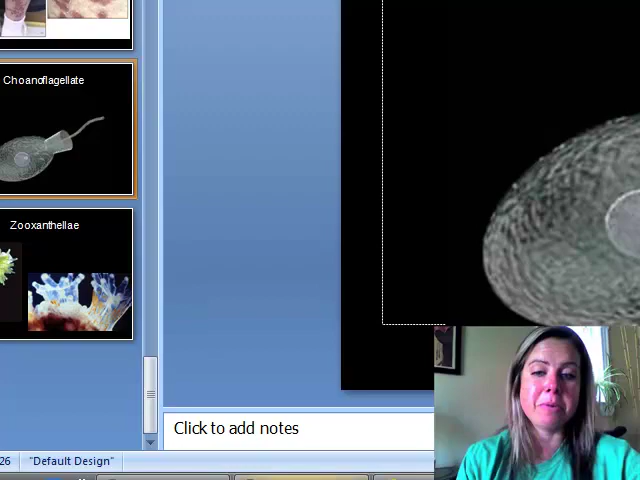 Choanoflagellate
Zooxanthellae
Click to add notes
26
"Default Design"